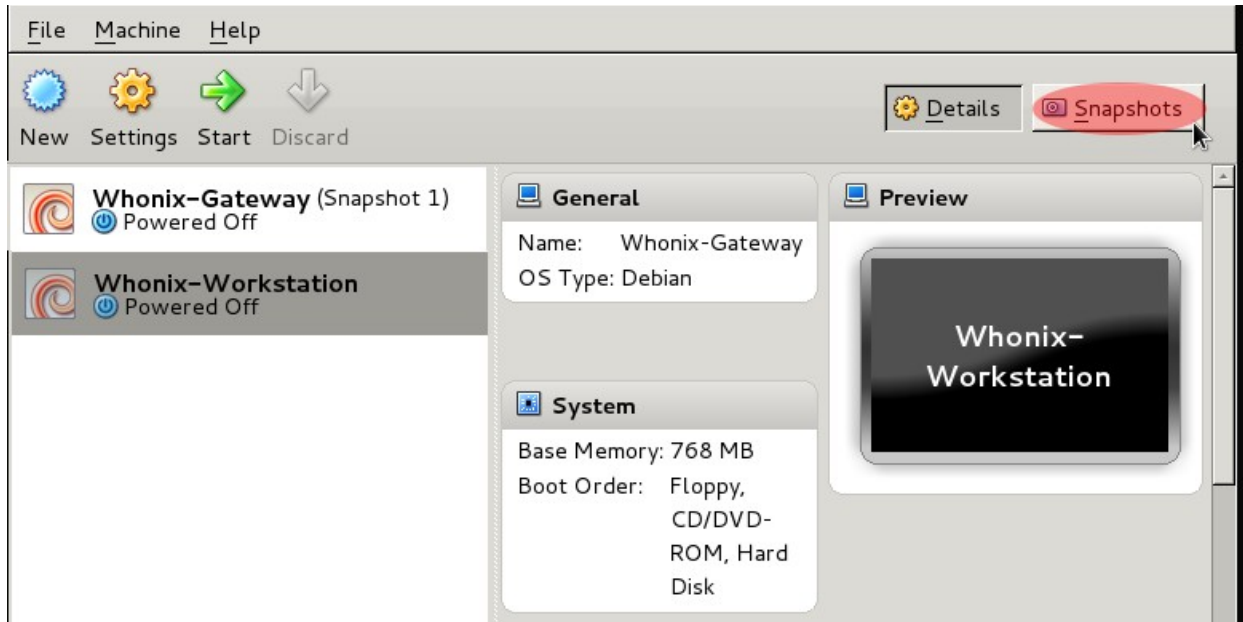 File Machine Help
New Settings Start Discard
Details Snapshots
Whonix-Gateway (Snapshot 1)
Powered Off
Whonix-Workstation
Powered Off
General
Name: Whonix-Gateway
OS Type: Debian
System
Base Memory: 768 MB
Boot Order: Floppy,
CD/DVD-
ROM, Hard
Disk
Preview
Whonix-
Workstation